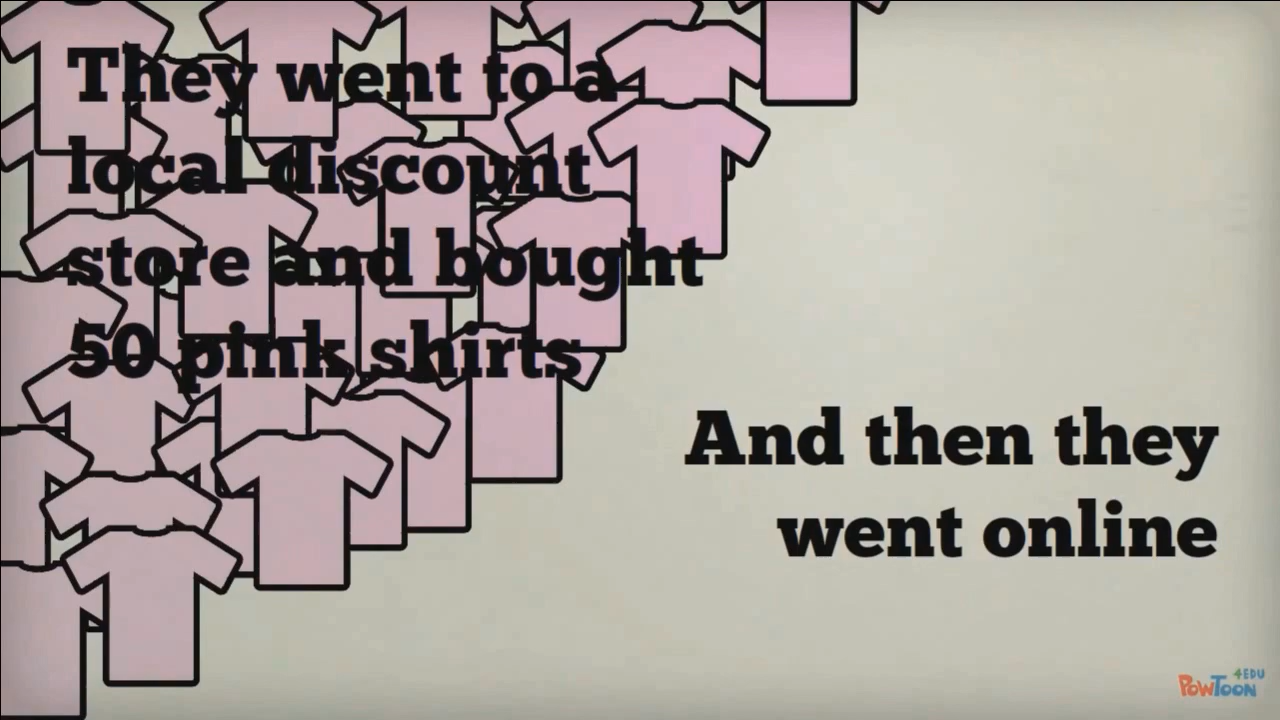 They went to a
local discount
store and bought
50 pink shirts
And then they
went online
4EDU
PowToon